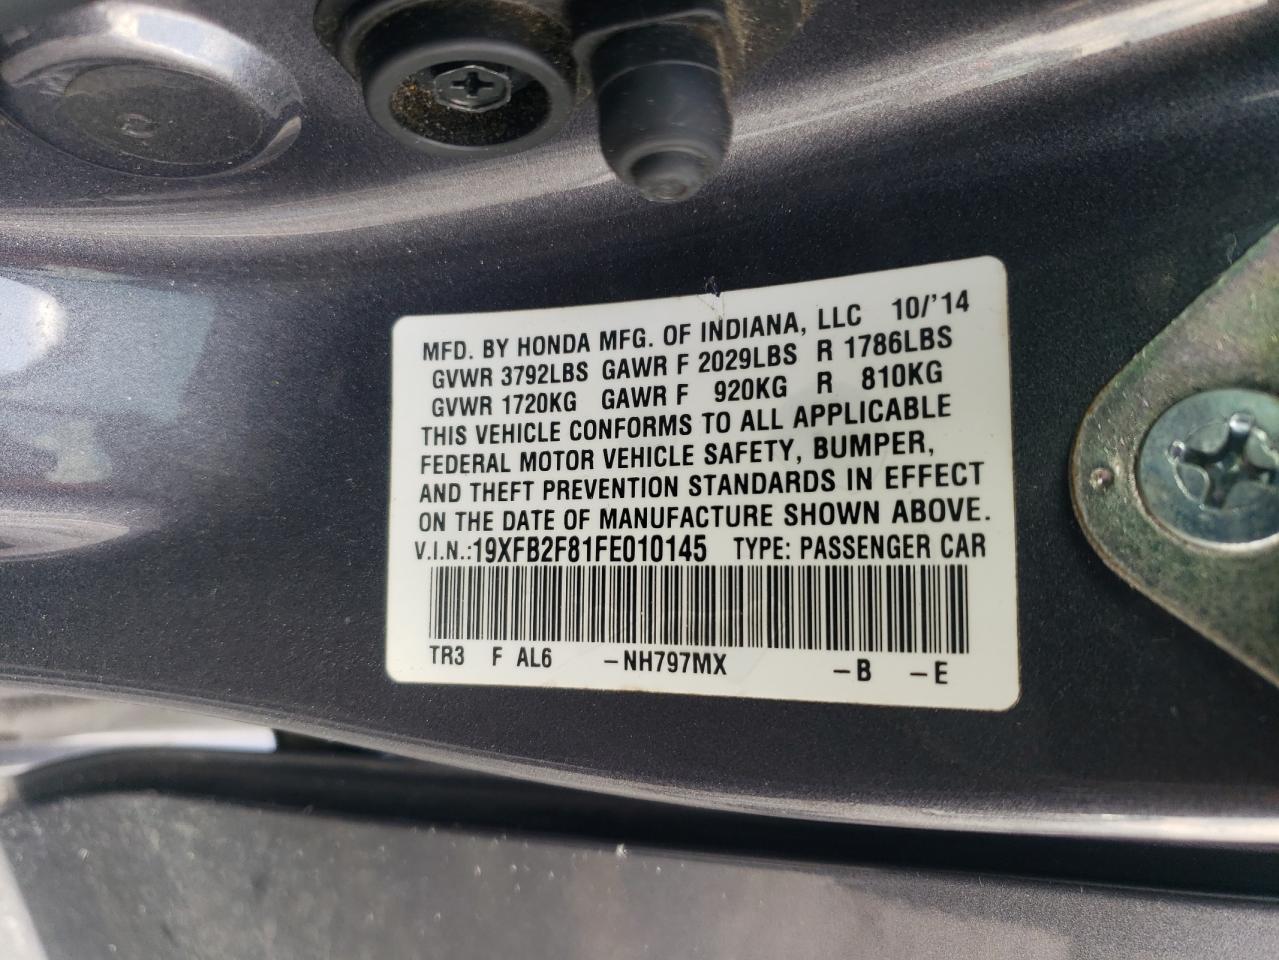 MFD. BY HONDA MFG. OF INDIANA, LLC 10/'14
GVWR 3792LBS GAWR F 2029LBS R 1786LBS
GVWR 1720KG GAWR F 920KG R 810KG
THIS VEHICLE CONFORMS TO ALL APPLICABLE
FEDERAL MOTOR VEHICLE SAFETY, BUMPER,
AND THEFT PREVENTION STANDARDS IN EFFECT
ON THE DATE OF MANUFACTURE SHOWN ABOVE.
V.I.N.:19XFB2F81FE010145 TYPE: PASSENGER CAR
TR3 F AL6 -NH797MX -B -E